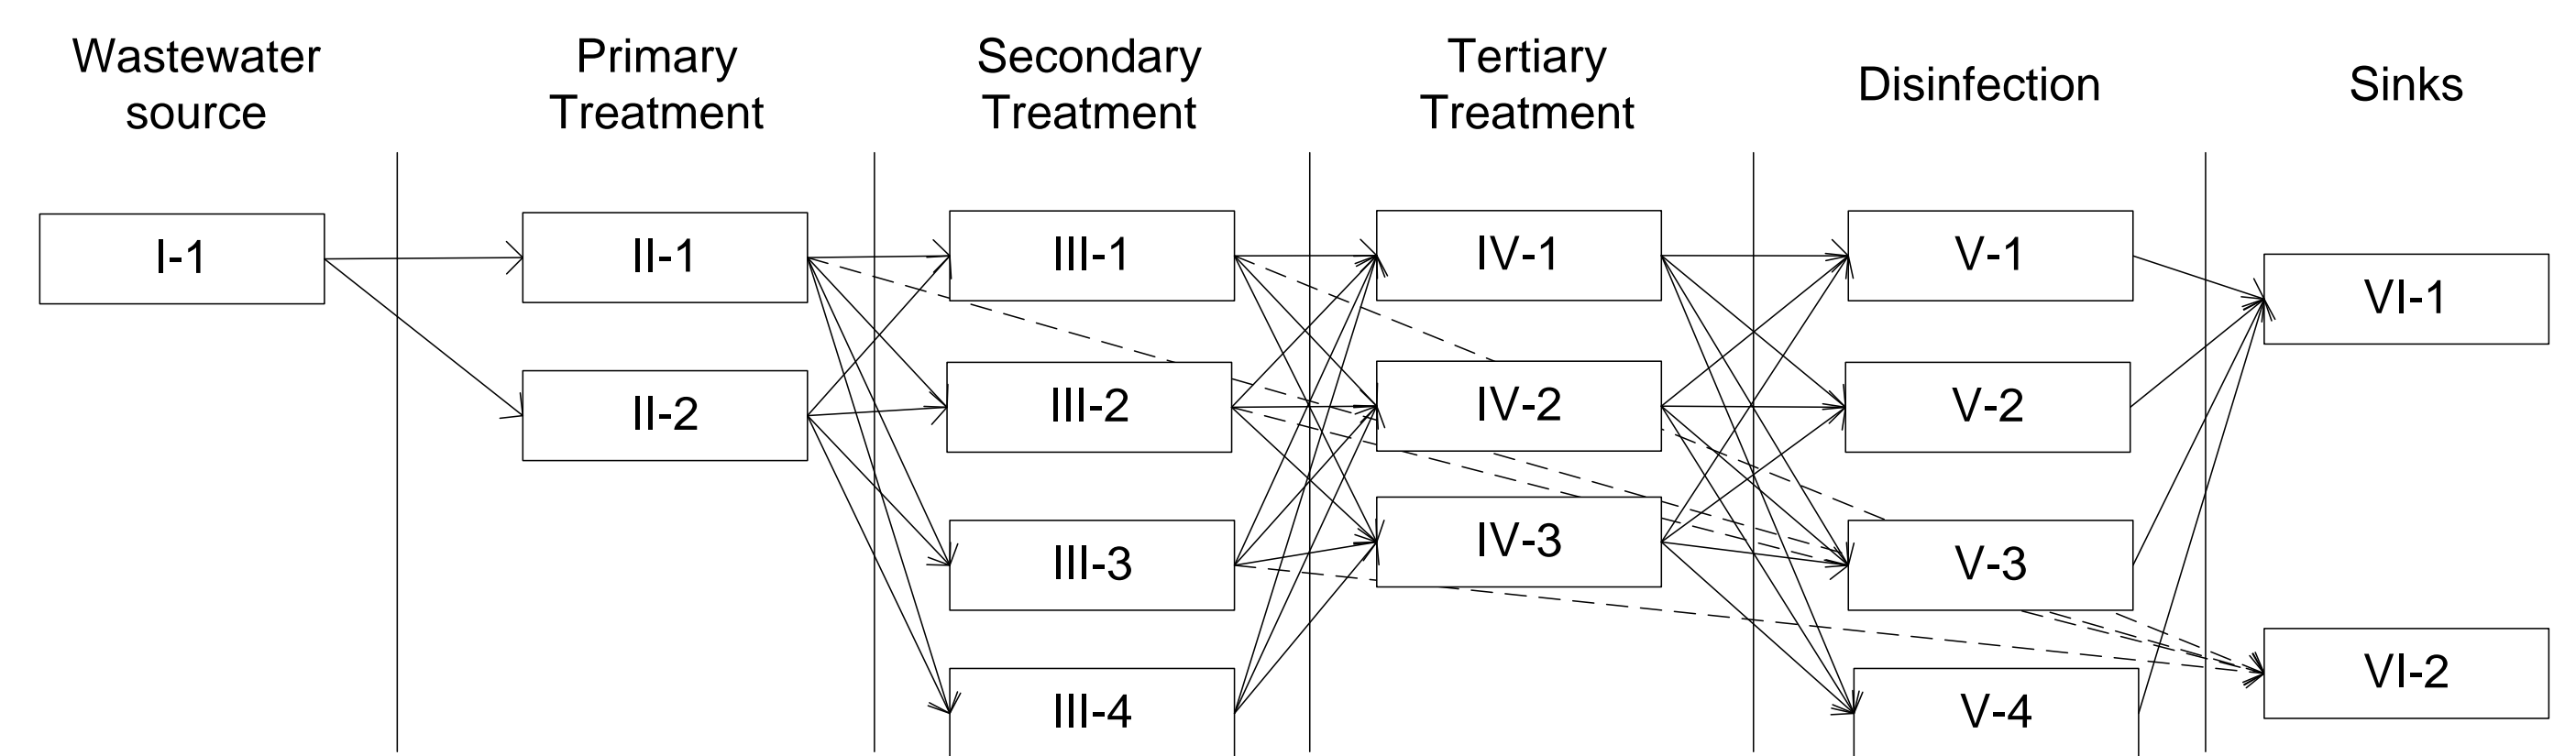 Wastewater
source
Primary
Treatment
Secondary
Treatment
Tertiary
Treatment
Disinfection
Sinks
I-1
II-1
III-1
IV-1
V-1
VI-1
II-2
III-2
IV-2
V-2
III-3
IV-3
V-3
VI-2
III-4
V-4